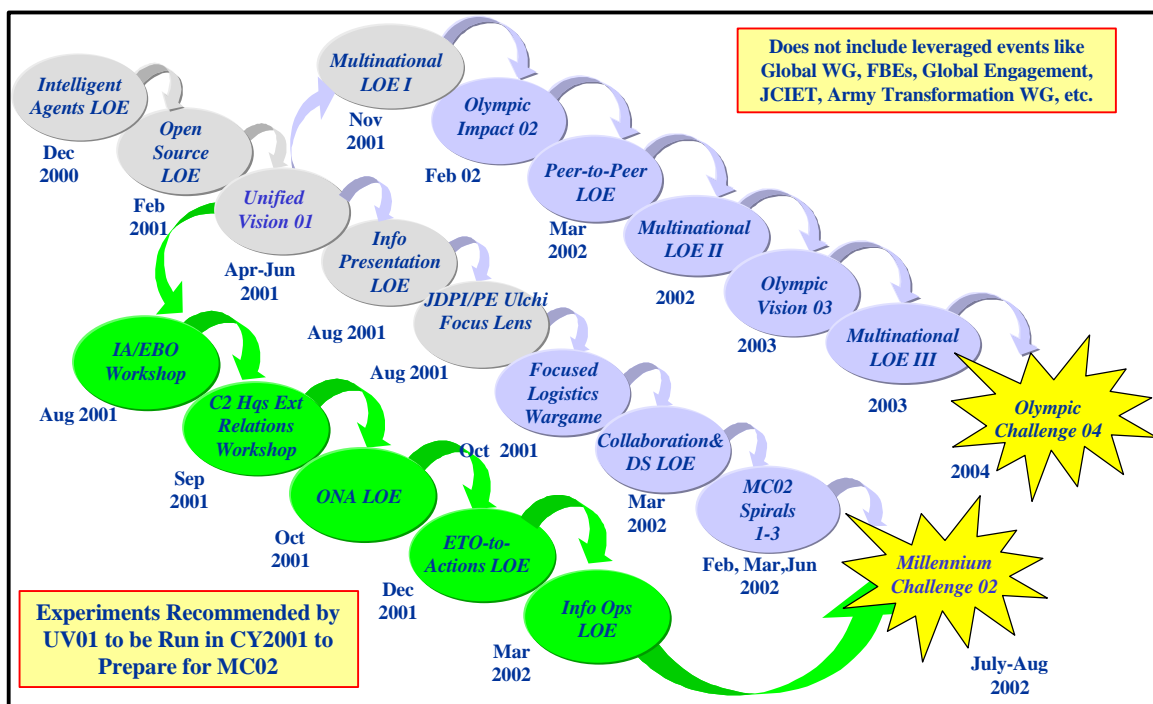 Does not include leveraged events like
Global WG, FBEs, Global Engagement,
JCIET, Army Transformation WG, etc.
Intelligent
Agents LOE
Dec
2000
Open
Source
LOE
Feb
2001
Unified
Vision 01
Apr-Jun
2001
Multinational
LOE I
Nov
2001
Olympic
Impact 02
Feb 02
Peer-to-Peer
LOE
Mar
2002
Multinational
LOE II
2002
Olympic
Vision 03
2003
Multinational
LOE III
2003
Olympic
Challenge 04
2004
Info
Presentation
LOE
Aug 2001
JDPI/PE Ulchi
Focus Lens
Aug 2001
Focused
Logistics
Wargame
Oct 2001
Collaboration&
DS LOE
Mar
2002
MC02
Spirals
1-3
Feb, Mar,Jun
2002
Millennium
Challenge 02
July-Aug
2002
IA/EBO
Workshop
Aug 2001
C2 Hqs Ext
Relations
Workshop
Sep
2001
ONA LOE
Oct
2001
ETO-to-
Actions LOE
Dec
2001
Info Ops
LOE
Mar
2002
Experiments Recommended by
UV01 to be Run in CY2001 to
Prepare for MC02